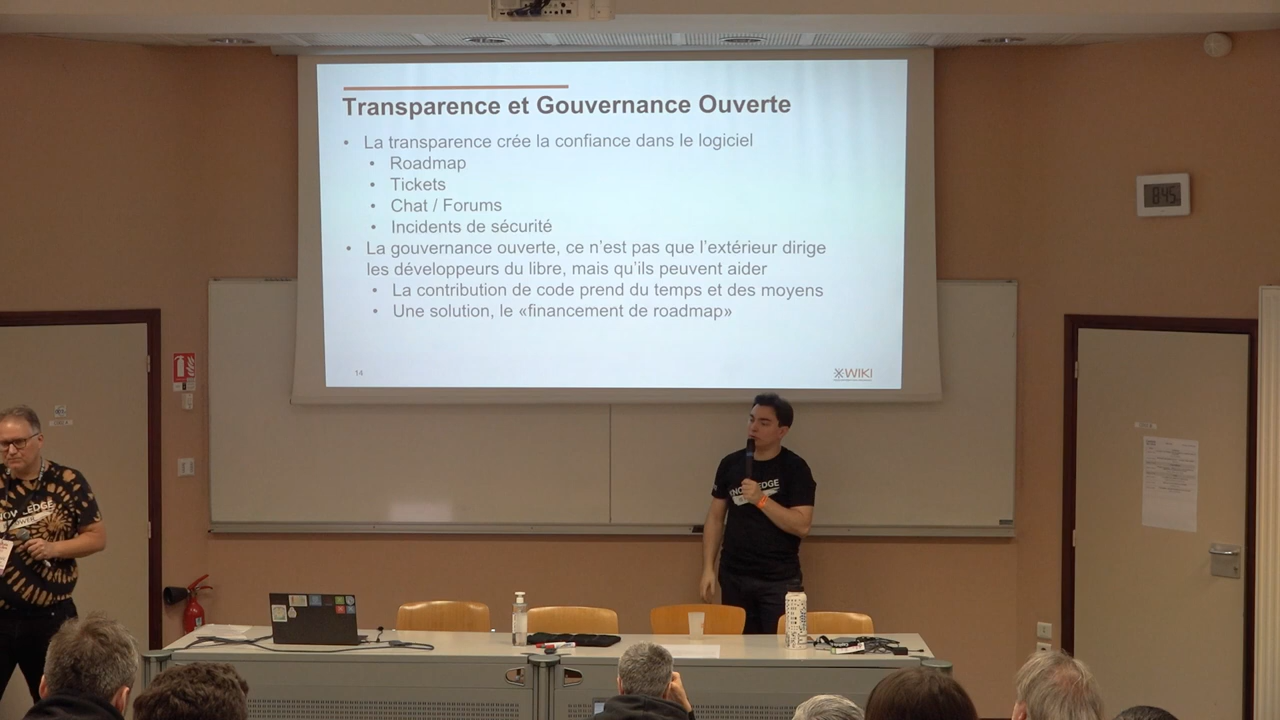 Transparence et Gouvernance Ouverte
• La transparence crée la confiance dans le logiciel
• Roadmap
• Tickets
• Chat / Forums
• Incidents de sécurité
• La gouvernance ouverte, ce n'est pas que l'extérieur dirige
les développeurs du libre, mais qu'ils peuvent aider
• La contribution de code prend du temps et des moyens
• Une solution, le «financement de roadmap»
14
XWIKI
845